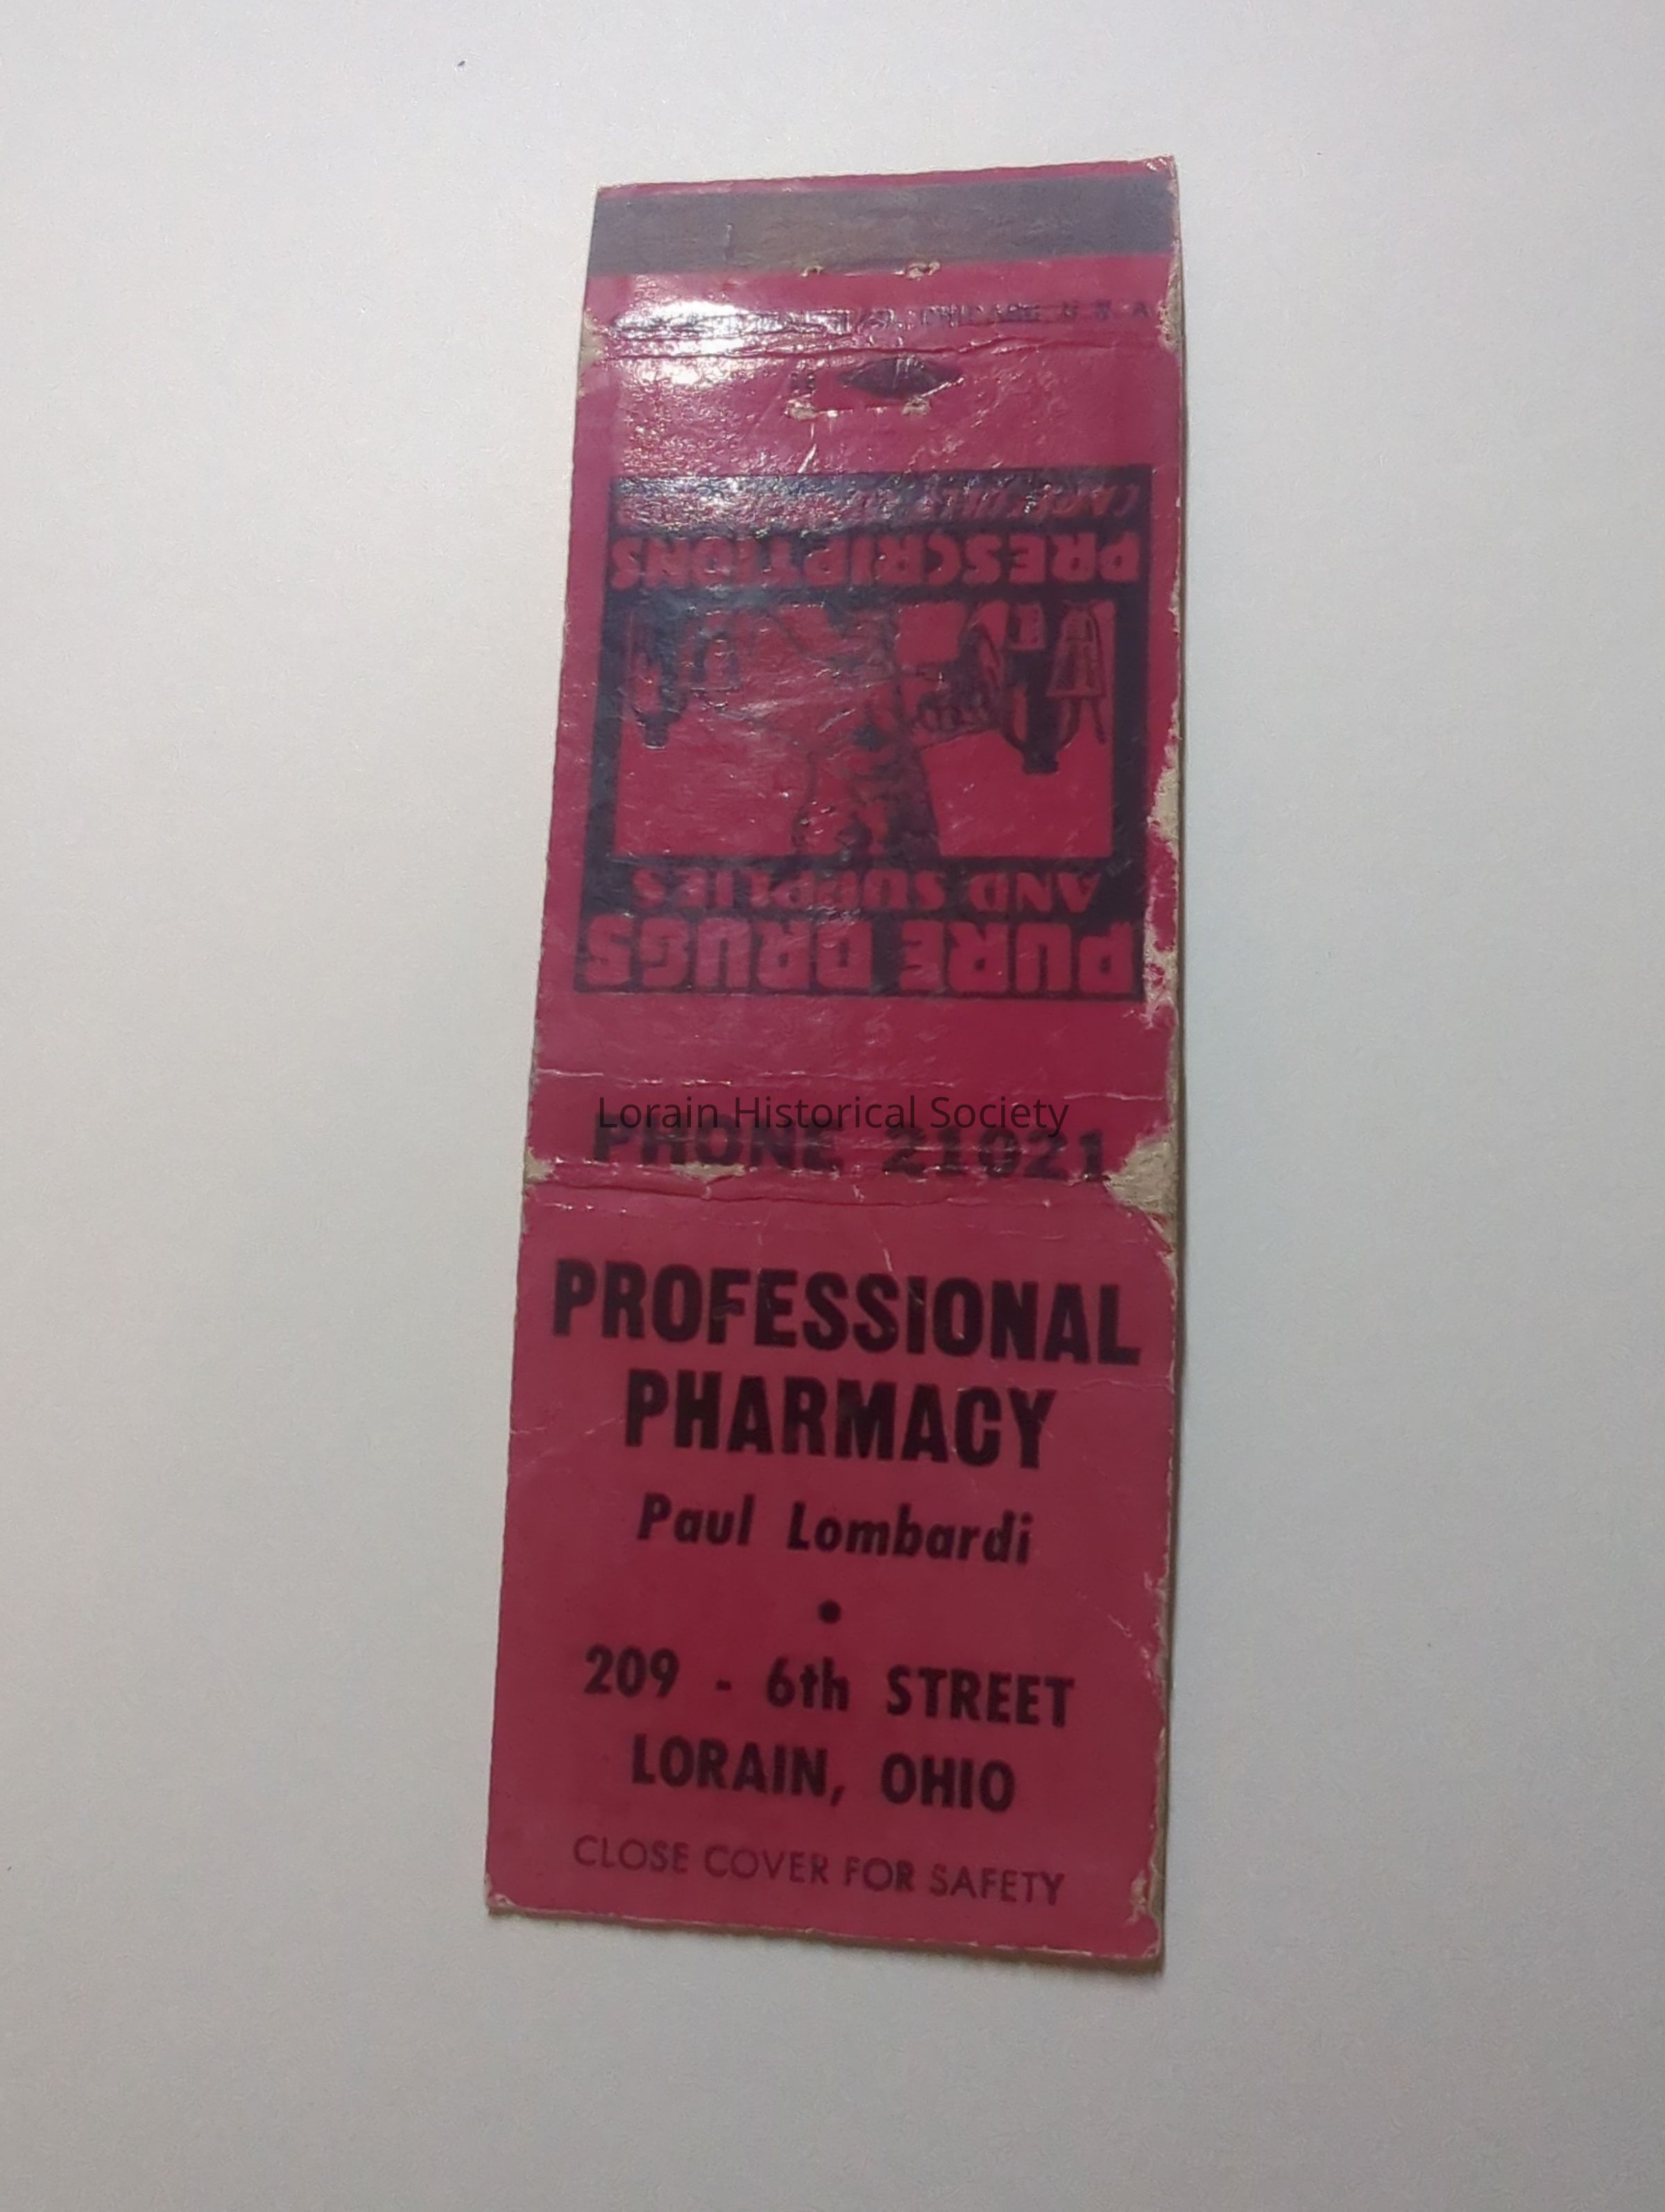 CHICAGO U S A
PRESCRIPTIONS
AND SUPPLIES
PURE DRUGS
Lorain Historical Society
PHONE 21021
PROFESSIONAL
PHARMACY
Paul Lombardi
•
209 - 6th STREET
LORAIN, OHIO
CLOSE COVER FOR SAFETY